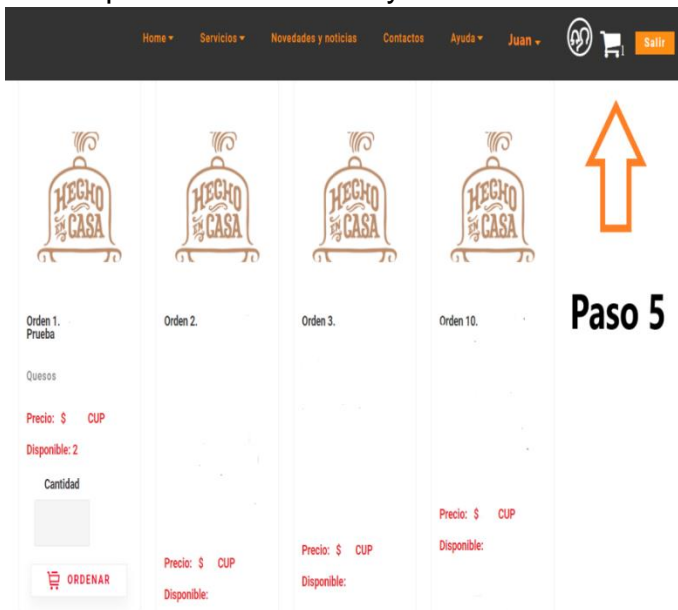 Home Servicios Novedades y noticias Contactos Ayuda Juan 1 Salir
HECHO
EN
CASA
HECHO
EN
CASA
HECHO
EN
CASA
HECHO
EN
CASA
Paso 5
Orden 1.
Prueba
Quesos
Precio: $ CUP
Disponible: 2
Cantidad
ORDENAR
Orden 2.
Precio: $ CUP
Disponible:
Orden 3.
Precio: $ CUP
Disponible:
Orden 10.
Precio: $ CUP
Disponible: